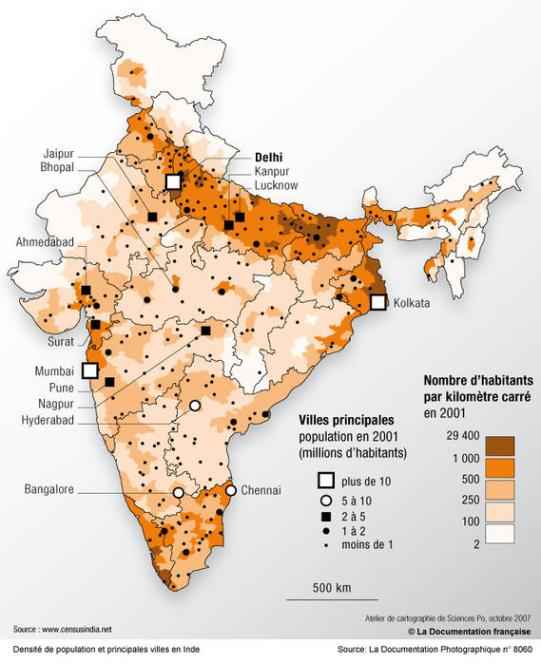 Jaipur
Bhopal
Delhi
Kanpur
Lucknow
Ahmedabad
Kolkata
Surat
Mumbai
Pune
Nagpur
Hyderabad
Bangalore
Chennai
Villes principales
population en 2001
(millions d'habitants)
plus de 10
5 à 10
2 à 5
1 à 2
moins de 1
Nombre d'habitants
par kilomètre carré
en 2001
29 400
1 000
500
250
100
2
500 km
Atelier de cartographie de Sciences Po, octobre 2007
Source : www.censusindia.net
© La Documentation française
Densité de population et principales villes en Inde
Source: La Documentation Photographique n° 8060